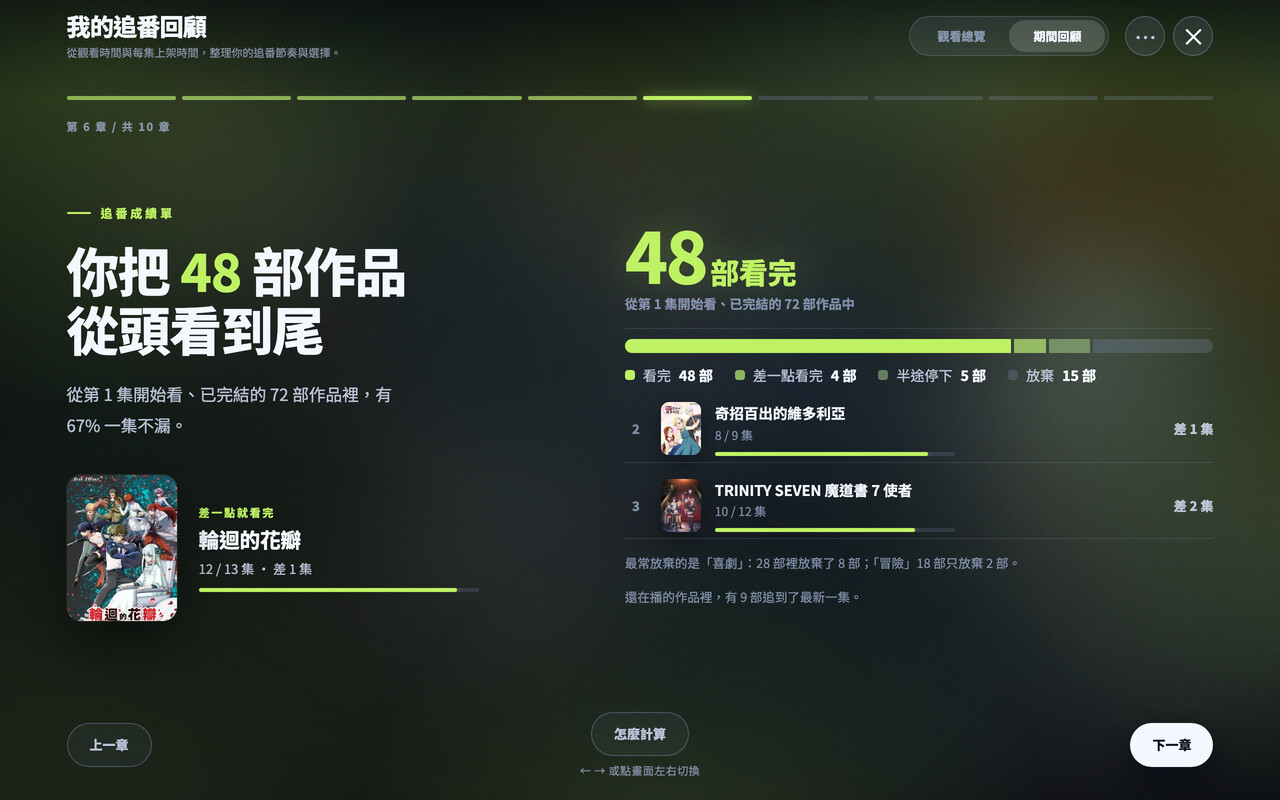 我的追番回顧
從觀看時間與每集上架時間，整理你的追番節奏與選擇。
觀看總覽
期間回顧
第 6 章 / 共 10 章
追番成績單
你把 48 部作品
從頭看到尾
從第 1 集開始看、已完結的 72 部作品裡，有
67% 一集不漏。
輪迴的花瓣
差一點就看完
輪迴的花瓣
12 / 13 集 · 差 1 集
48部看完
從第 1 集開始看、已完結的 72 部作品中
看完 48 部
差一點看完 4 部
半途停下 5 部
放棄 15 部
2
奇招百出的維多利亞
8 / 9 集
差 1 集
3
TRINITY SEVEN 魔道書 7 使者
10 / 12 集
差 2 集
最常放棄的是「喜劇」：28 部裡放棄了 8 部；「冒險」18 部只放棄 2 部。
還在播的作品裡，有 9 部追到了最新一集。
上一章
怎麼計算
← → 或點畫面左右切換
下一章